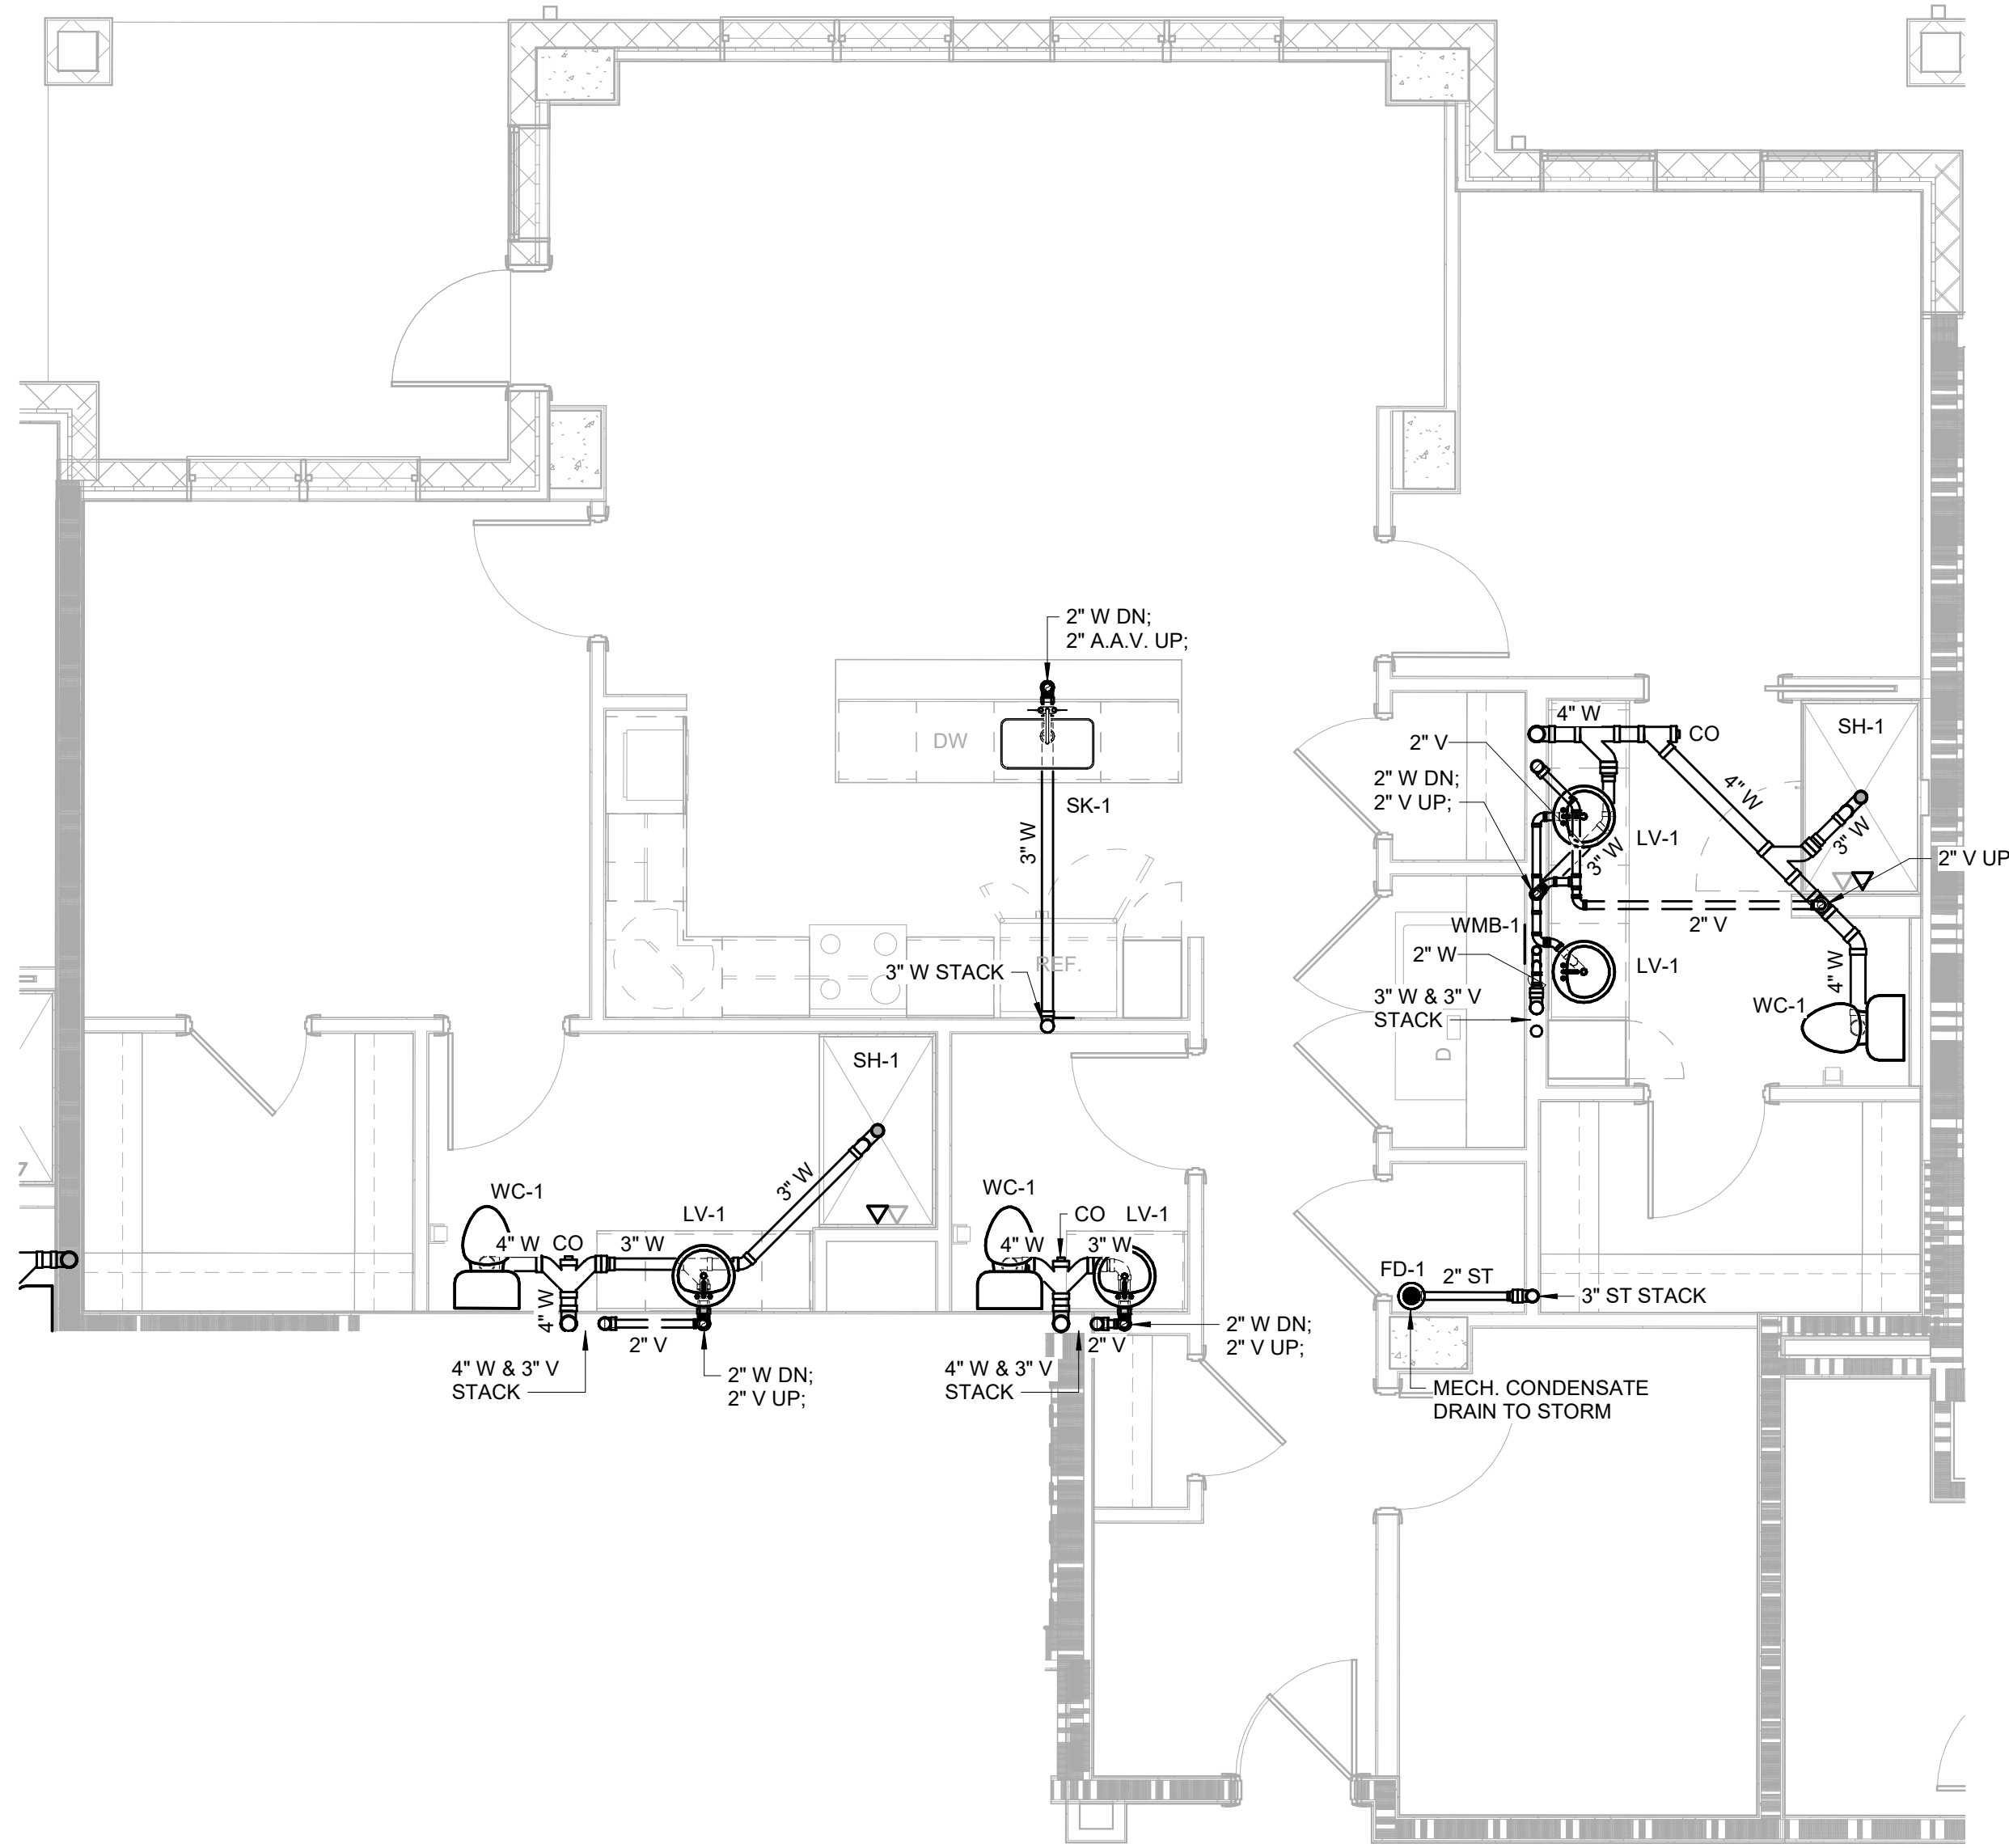 2" W DN;
2" A.A.V. UP;
DW
SK-1
3" W
REF.
3" W STACK
4" W
CO
SH-1
2" V
2" W DN;
2" V UP;
4" W
3" W
LV-1
3" W
2" V UP
2" V
WMB-1
2" W
LV-1
4" W
WC-1
3" W & 3" V
STACK
D
SH-1
3" W
WC-1
LV-1
4" W
CO
3" W
4" W
2" V
4" W & 3" V
STACK
2" W DN;
2" V UP;
WC-1
CO
LV-1
4" W
3" W
2" V
4" W & 3" V
STACK
2" W DN;
2" V UP;
FD-1
2" ST
3" ST STACK
MECH. CONDENSATE
DRAIN TO STORM
7